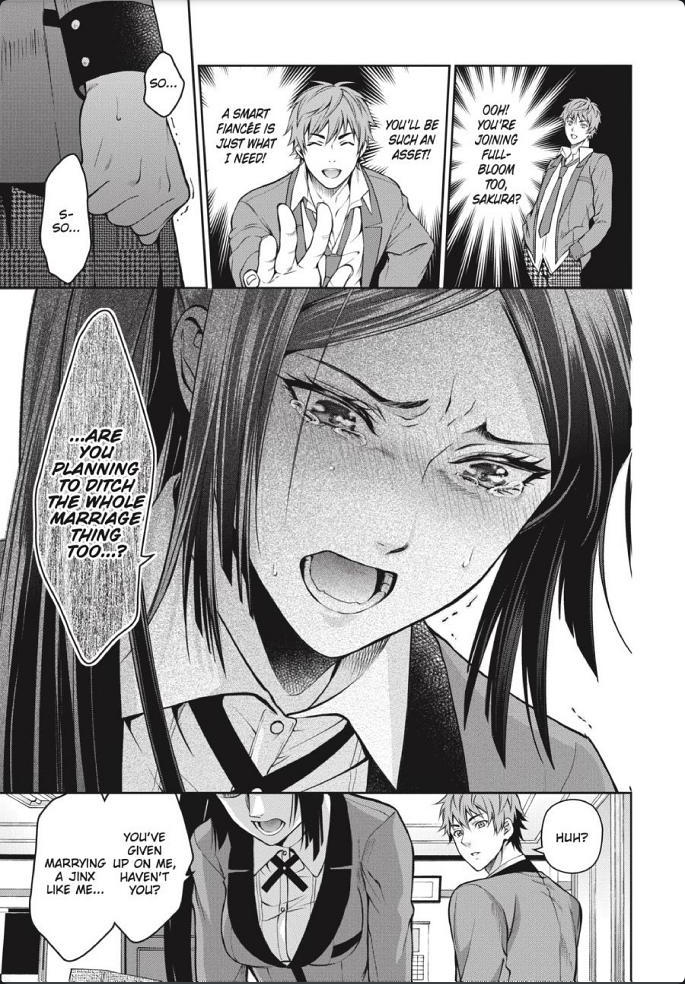 OOH!
YOU'RE
JOINING
FULL-
BLOOM
TOO,
SAKURA?
YOU'LL BE
SUCH AN
ASSET!
A SMART
FIANCÉE IS
JUST WHAT
I NEED!
SO...
S-
SO...
...ARE
YOU
PLANNING
TO DITCH
THE WHOLE
MARRIAGE
THING
TOO...?
HUH?
YOU'VE
GIVEN
UP ON ME,
HAVEN'T
YOU?
MARRYING
A JINX
LIKE ME...